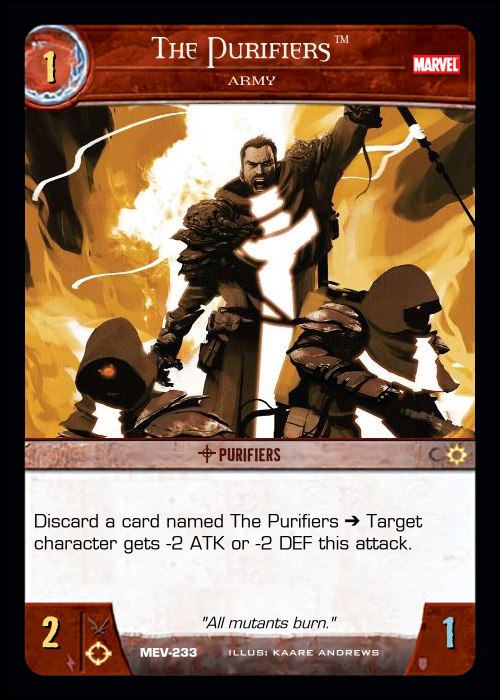 1
THE PURIFIERS™
ARMY
MARVEL
PURIFIERS
C
Discard a card named The Purifiers ➔ Target
character gets -2 ATK or -2 DEF this attack.
"All mutants burn."
2
MEV-233 ILLUS: KAARE ANDREWS
1